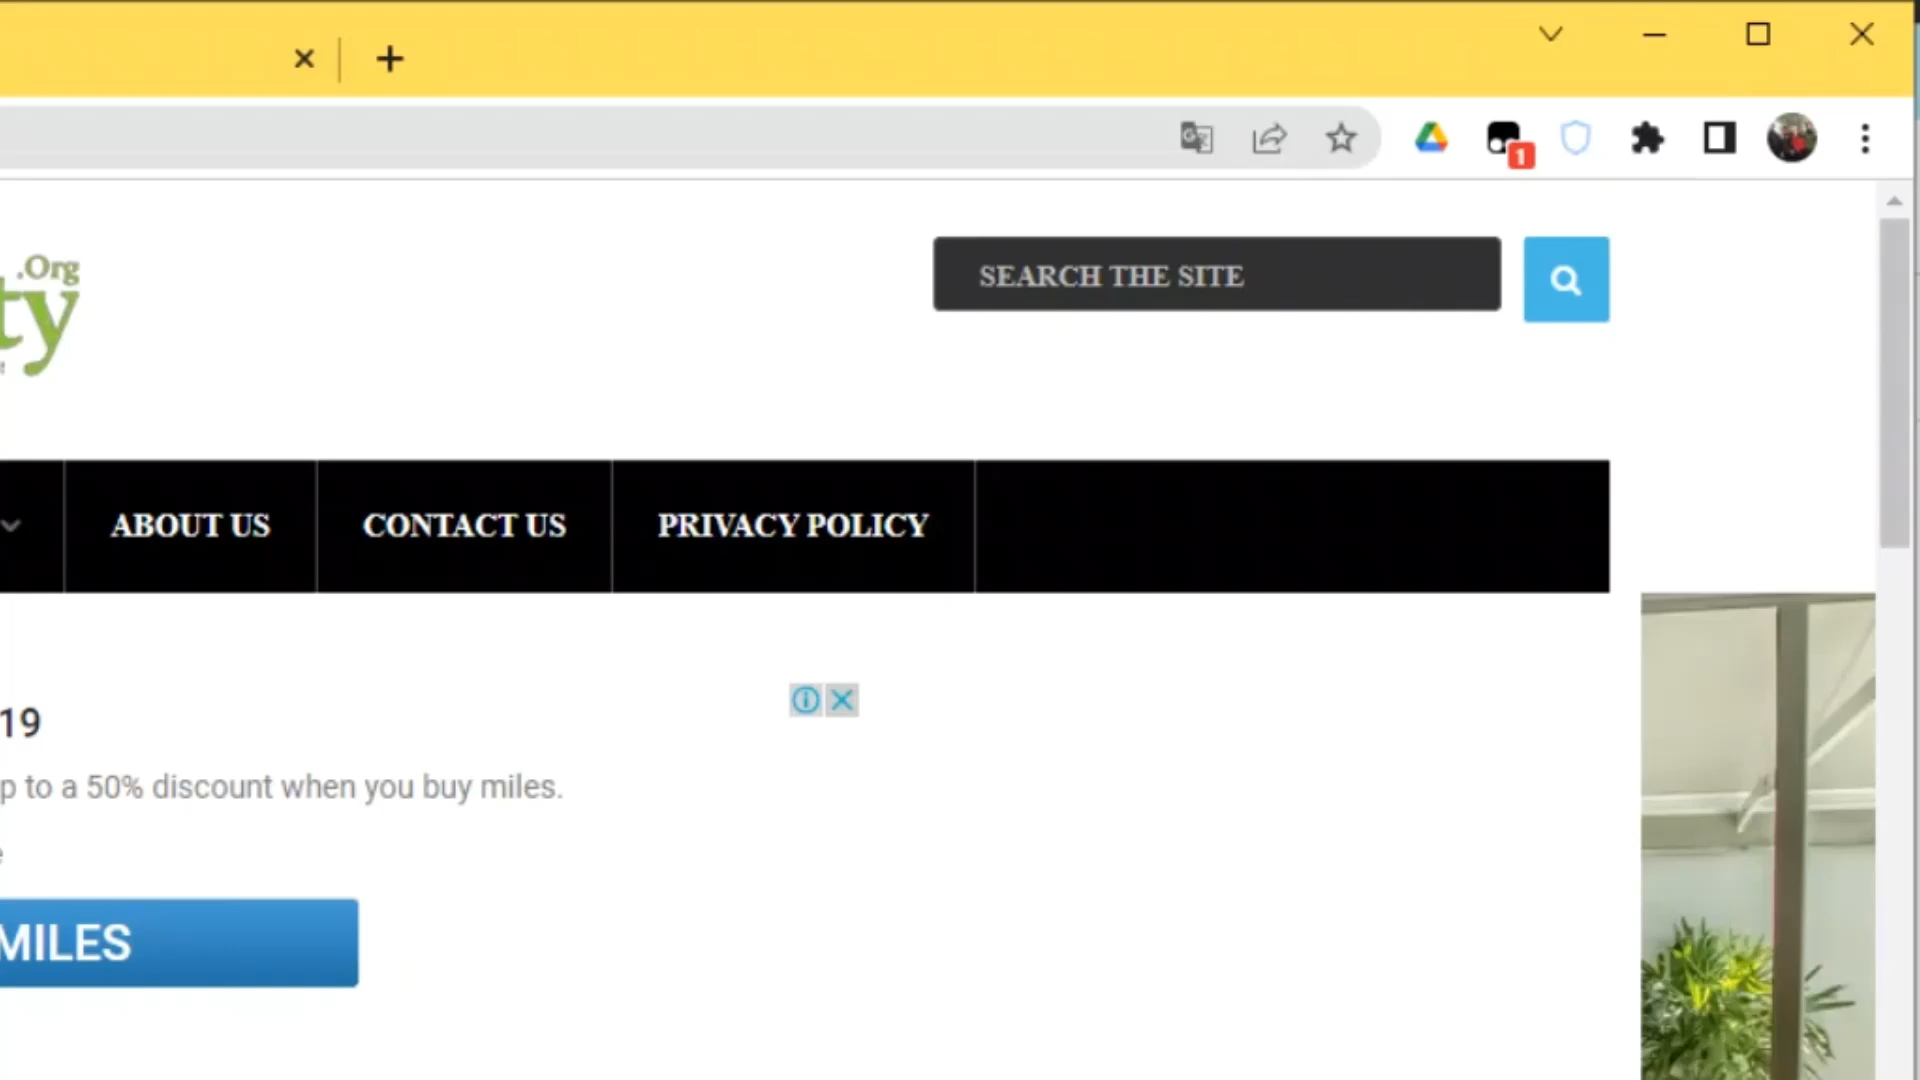 1
.Org
ty
SEARCH THE SITE
ABOUT US
CONTACT US
PRIVACY POLICY
19
p to a 50% discount when you buy miles.
e
MILES